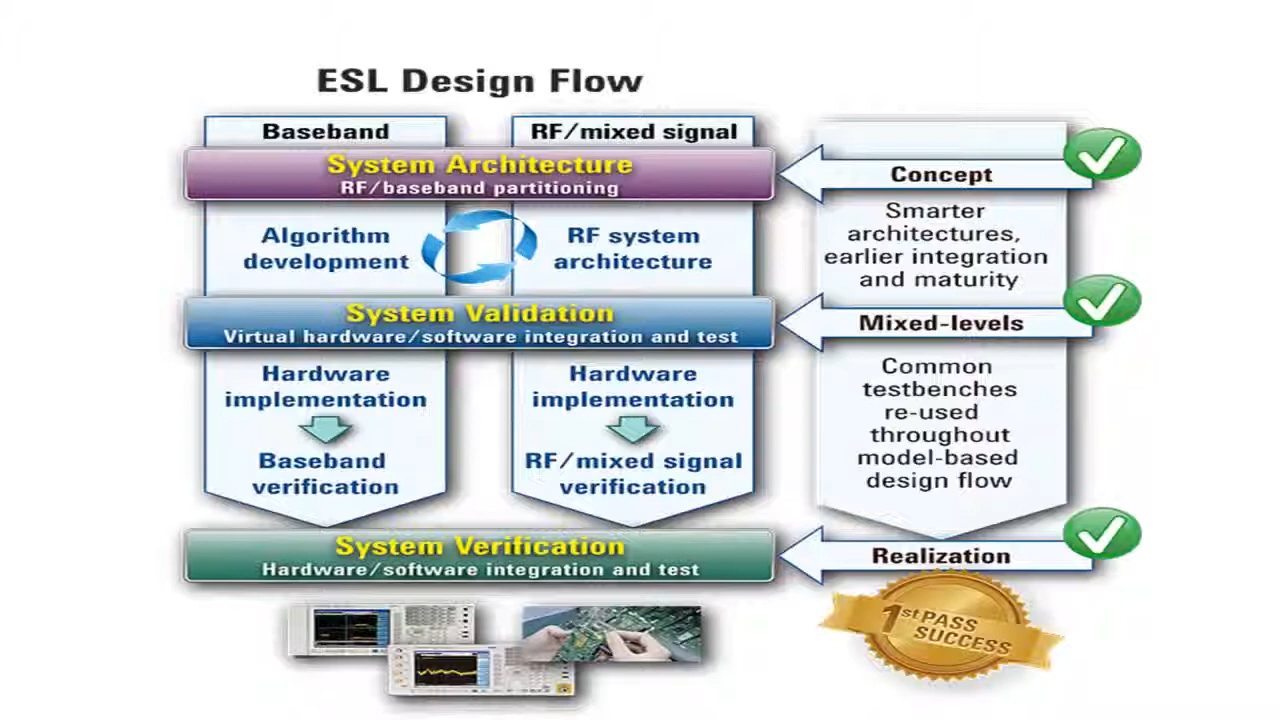 ESL Design Flow
Baseband
RF/mixed signal
System Architecture
RF/baseband partitioning
Concept
Algorithm
development
RF system
architecture
Smarter
architectures,
earlier integration
and maturity
System Validation
Virtual hardware/software integration and test
Mixed-levels
Hardware
implementation
Baseband
verification
Hardware
implementation
RF/mixed signal
verification
Common
testbenches
re-used
throughout
model-based
design flow
System Verification
Hardware/software integration and test
Realization
1st PASS
SUCCESS